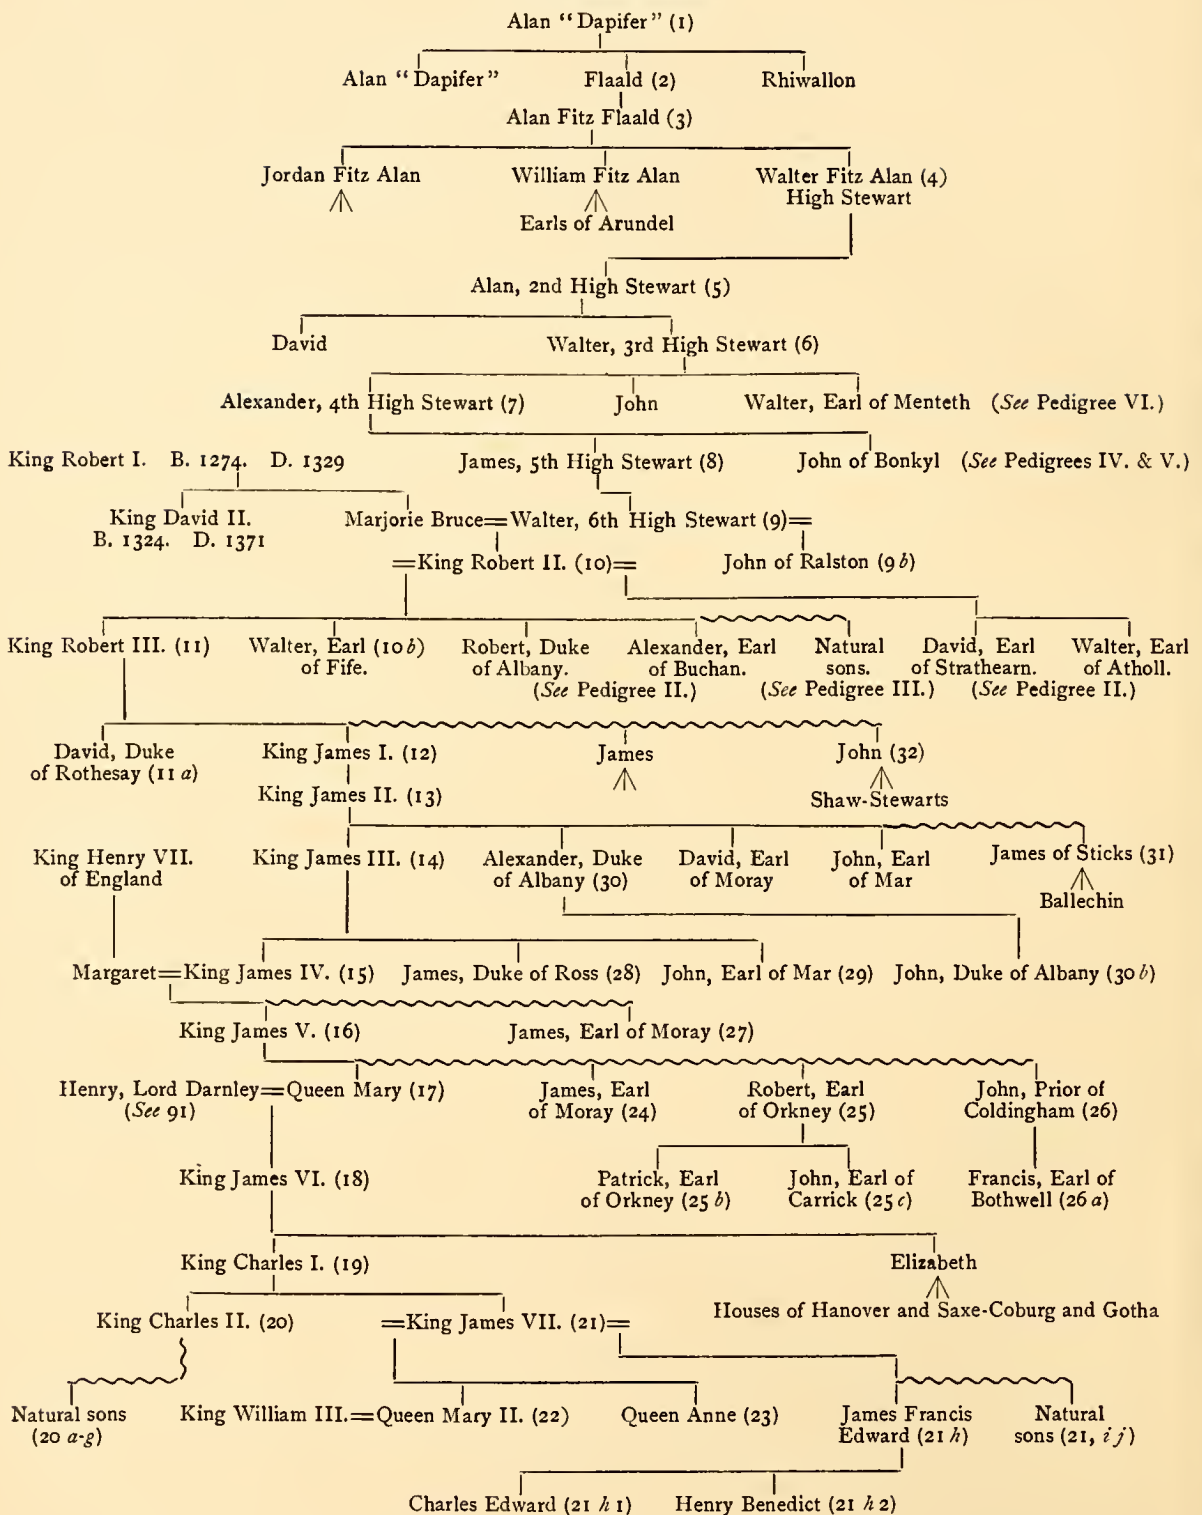 Alan “Dapifer” (1)
Alan “Dapifer” Flaald (2) Rhiwallon
Alan Fitz Flaald (3)
Jordan Fitz Alan William Fitz Alan Walter Fitz Alan (4)
High Stewart
Earls of Arundel
Alan, 2nd High Stewart (5)
David Walter, 3rd High Stewart (6)
Alexander, 4th High Stewart (7) John Walter, Earl of Menteth (See Pedigree VI.)
King Robert I. B. 1274. D. 1329 James, 5th High Stewart (8) John of Bonkyl (See Pedigrees IV. & V.)
King David II. Marjorie Bruce=Walter, 6th High Stewart (9)=
B. 1324. D. 1371
=King Robert II. (10)= John of Ralston (9 b)
King Robert III. (11) Walter, Earl (10 b) Robert, Duke Alexander, Earl Natural David, Earl Walter, Earl
of Fife. of Albany. of Buchan. sons. of Strathearn. of Atholl.
(See Pedigree II.) (See Pedigree III.) (See Pedigree II.)
David, Duke King James I. (12) James John (32)
of Rothesay (11 a)
King James II. (13) Shaw-Stewarts
King Henry VII. King James III. (14) Alexander, Duke David, Earl John, Earl James of Sticks (31)
of England of Albany (30) of Moray of Mar
Ballechin
Margaret=King James IV. (15) James, Duke of Ross (28) John, Earl of Mar (29) John, Duke of Albany (30 b)
King James V. (16) James, Earl of Moray (27)
Henry, Lord Darnley=Queen Mary (17) James, Earl Robert, Earl John, Prior of
(See 91) of Moray (24) of Orkney (25) Coldingham (26)
King James VI. (18) Patrick, Earl John, Earl of Francis, Earl of
of Orkney (25 b) Carrick (25 c) Bothwell (26 a)
King Charles I. (19) Elizabeth
Houses of Hanover and Saxe-Coburg and Gotha
King Charles II. (20) =King James VII. (21)=
Natural sons King William III.=Queen Mary II. (22) Queen Anne (23) James Francis Natural
(20 a-g) Edward (21 h) sons (21, i j)
Charles Edward (21 h 1) Henry Benedict (21 h 2)